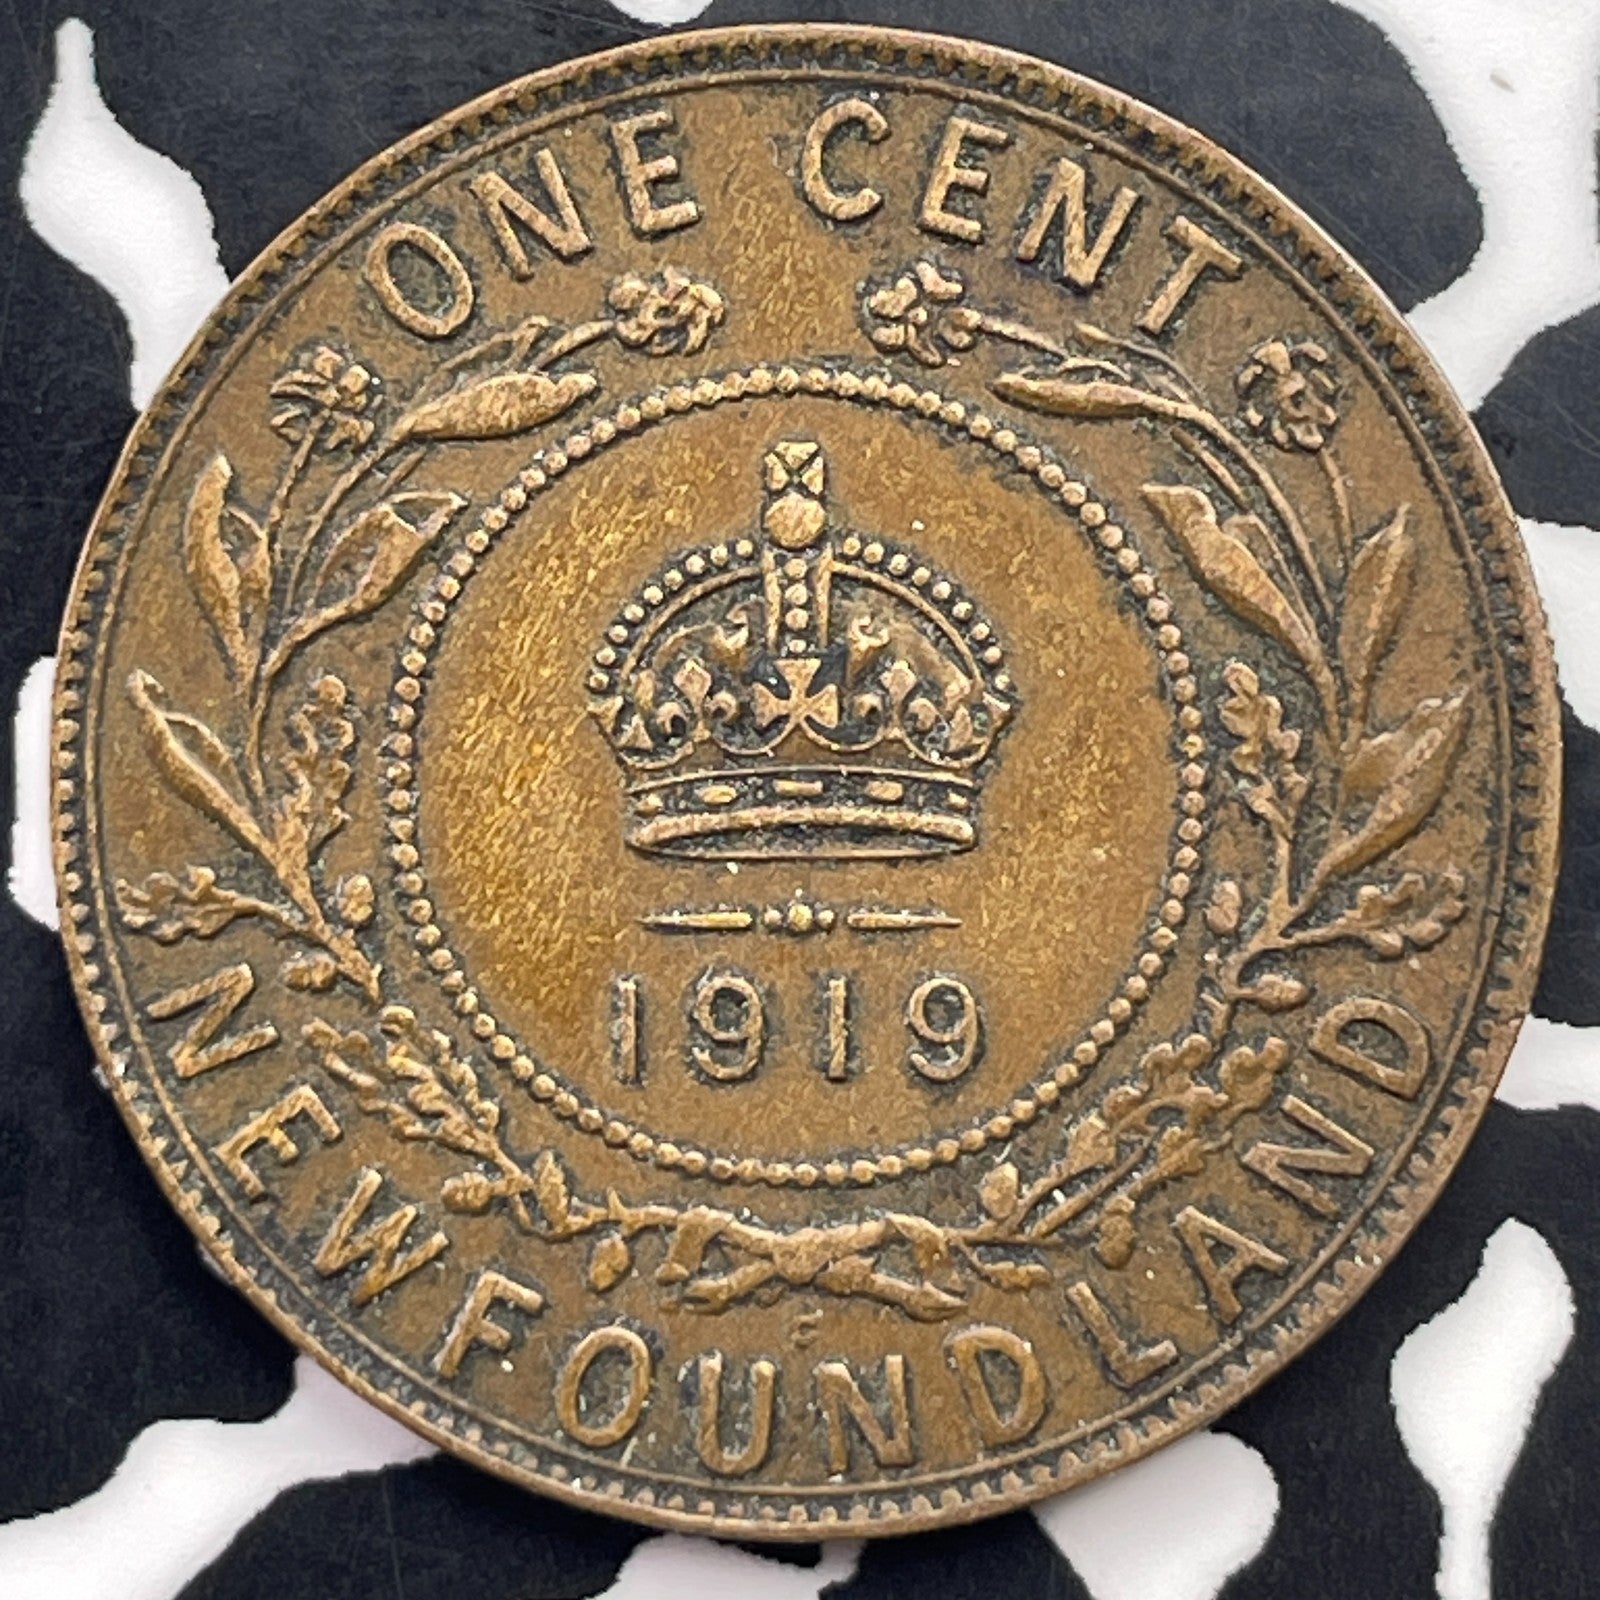 ONE CENT
1919
C
NEWFOUNDLAND